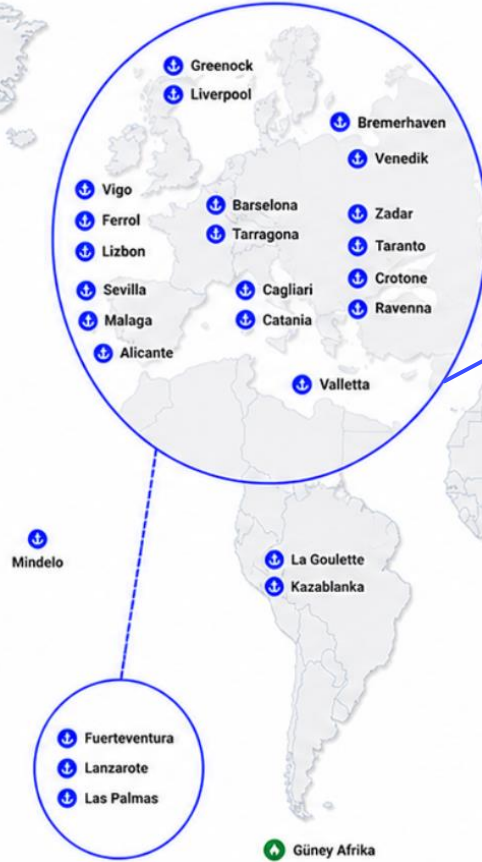 Greenock
Liverpool
Bremerhaven
Venedik
Vigo
Ferrol
Lizbon
Barselona
Tarragona
Zadar
Taranto
Crotone
Ravenna
Sevilla
Malaga
Alicante
Cagliari
Catania
Valletta
Mindelo
La Goulette
Kazablanka
Fuerteventura
Lanzarote
Las Palmas
Güney Afrika